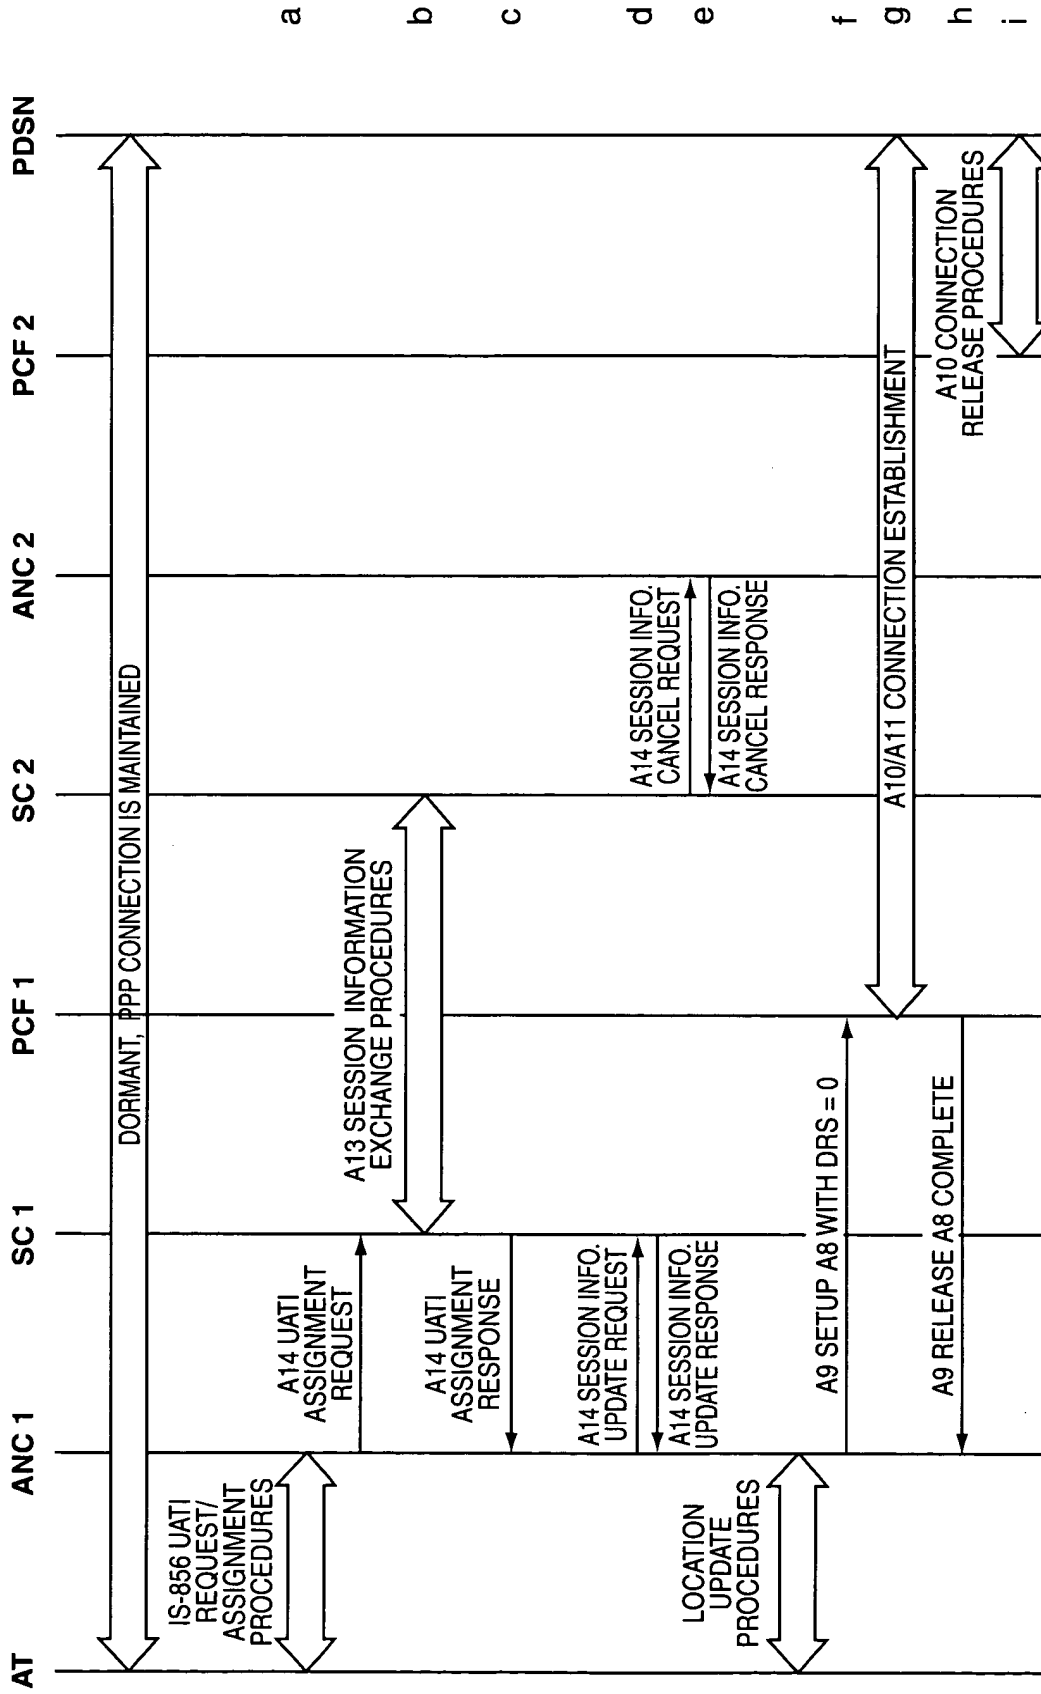 AT
ANC 1
SC 1
PCF 1
SC 2
ANC 2
PCF 2
PDSN
DORMANT, PPP CONNECTION IS MAINTAINED
IS-856 UATI
REQUEST/
ASSIGNMENT
PROCEDURES
a
A14 UATI
ASSIGNMENT
REQUEST
A13 SESSION INFORMATION
EXCHANGE PROCEDURES
b
A14 UATI
ASSIGNMENT
RESPONSE
c
A14 SESSION INFO.
UPDATE REQUEST
A14 SESSION INFO.
UPDATE RESPONSE
d
A14 SESSION INFO.
CANCEL REQUEST
A14 SESSION INFO.
CANCEL RESPONSE
e
LOCATION
UPDATE
PROCEDURES
A9 SETUP A8 WITH DRS = 0
f
A10/A11 CONNECTION ESTABLISHMENT
g
A9 RELEASE A8 COMPLETE
h
A10 CONNECTION
RELEASE PROCEDURES
i